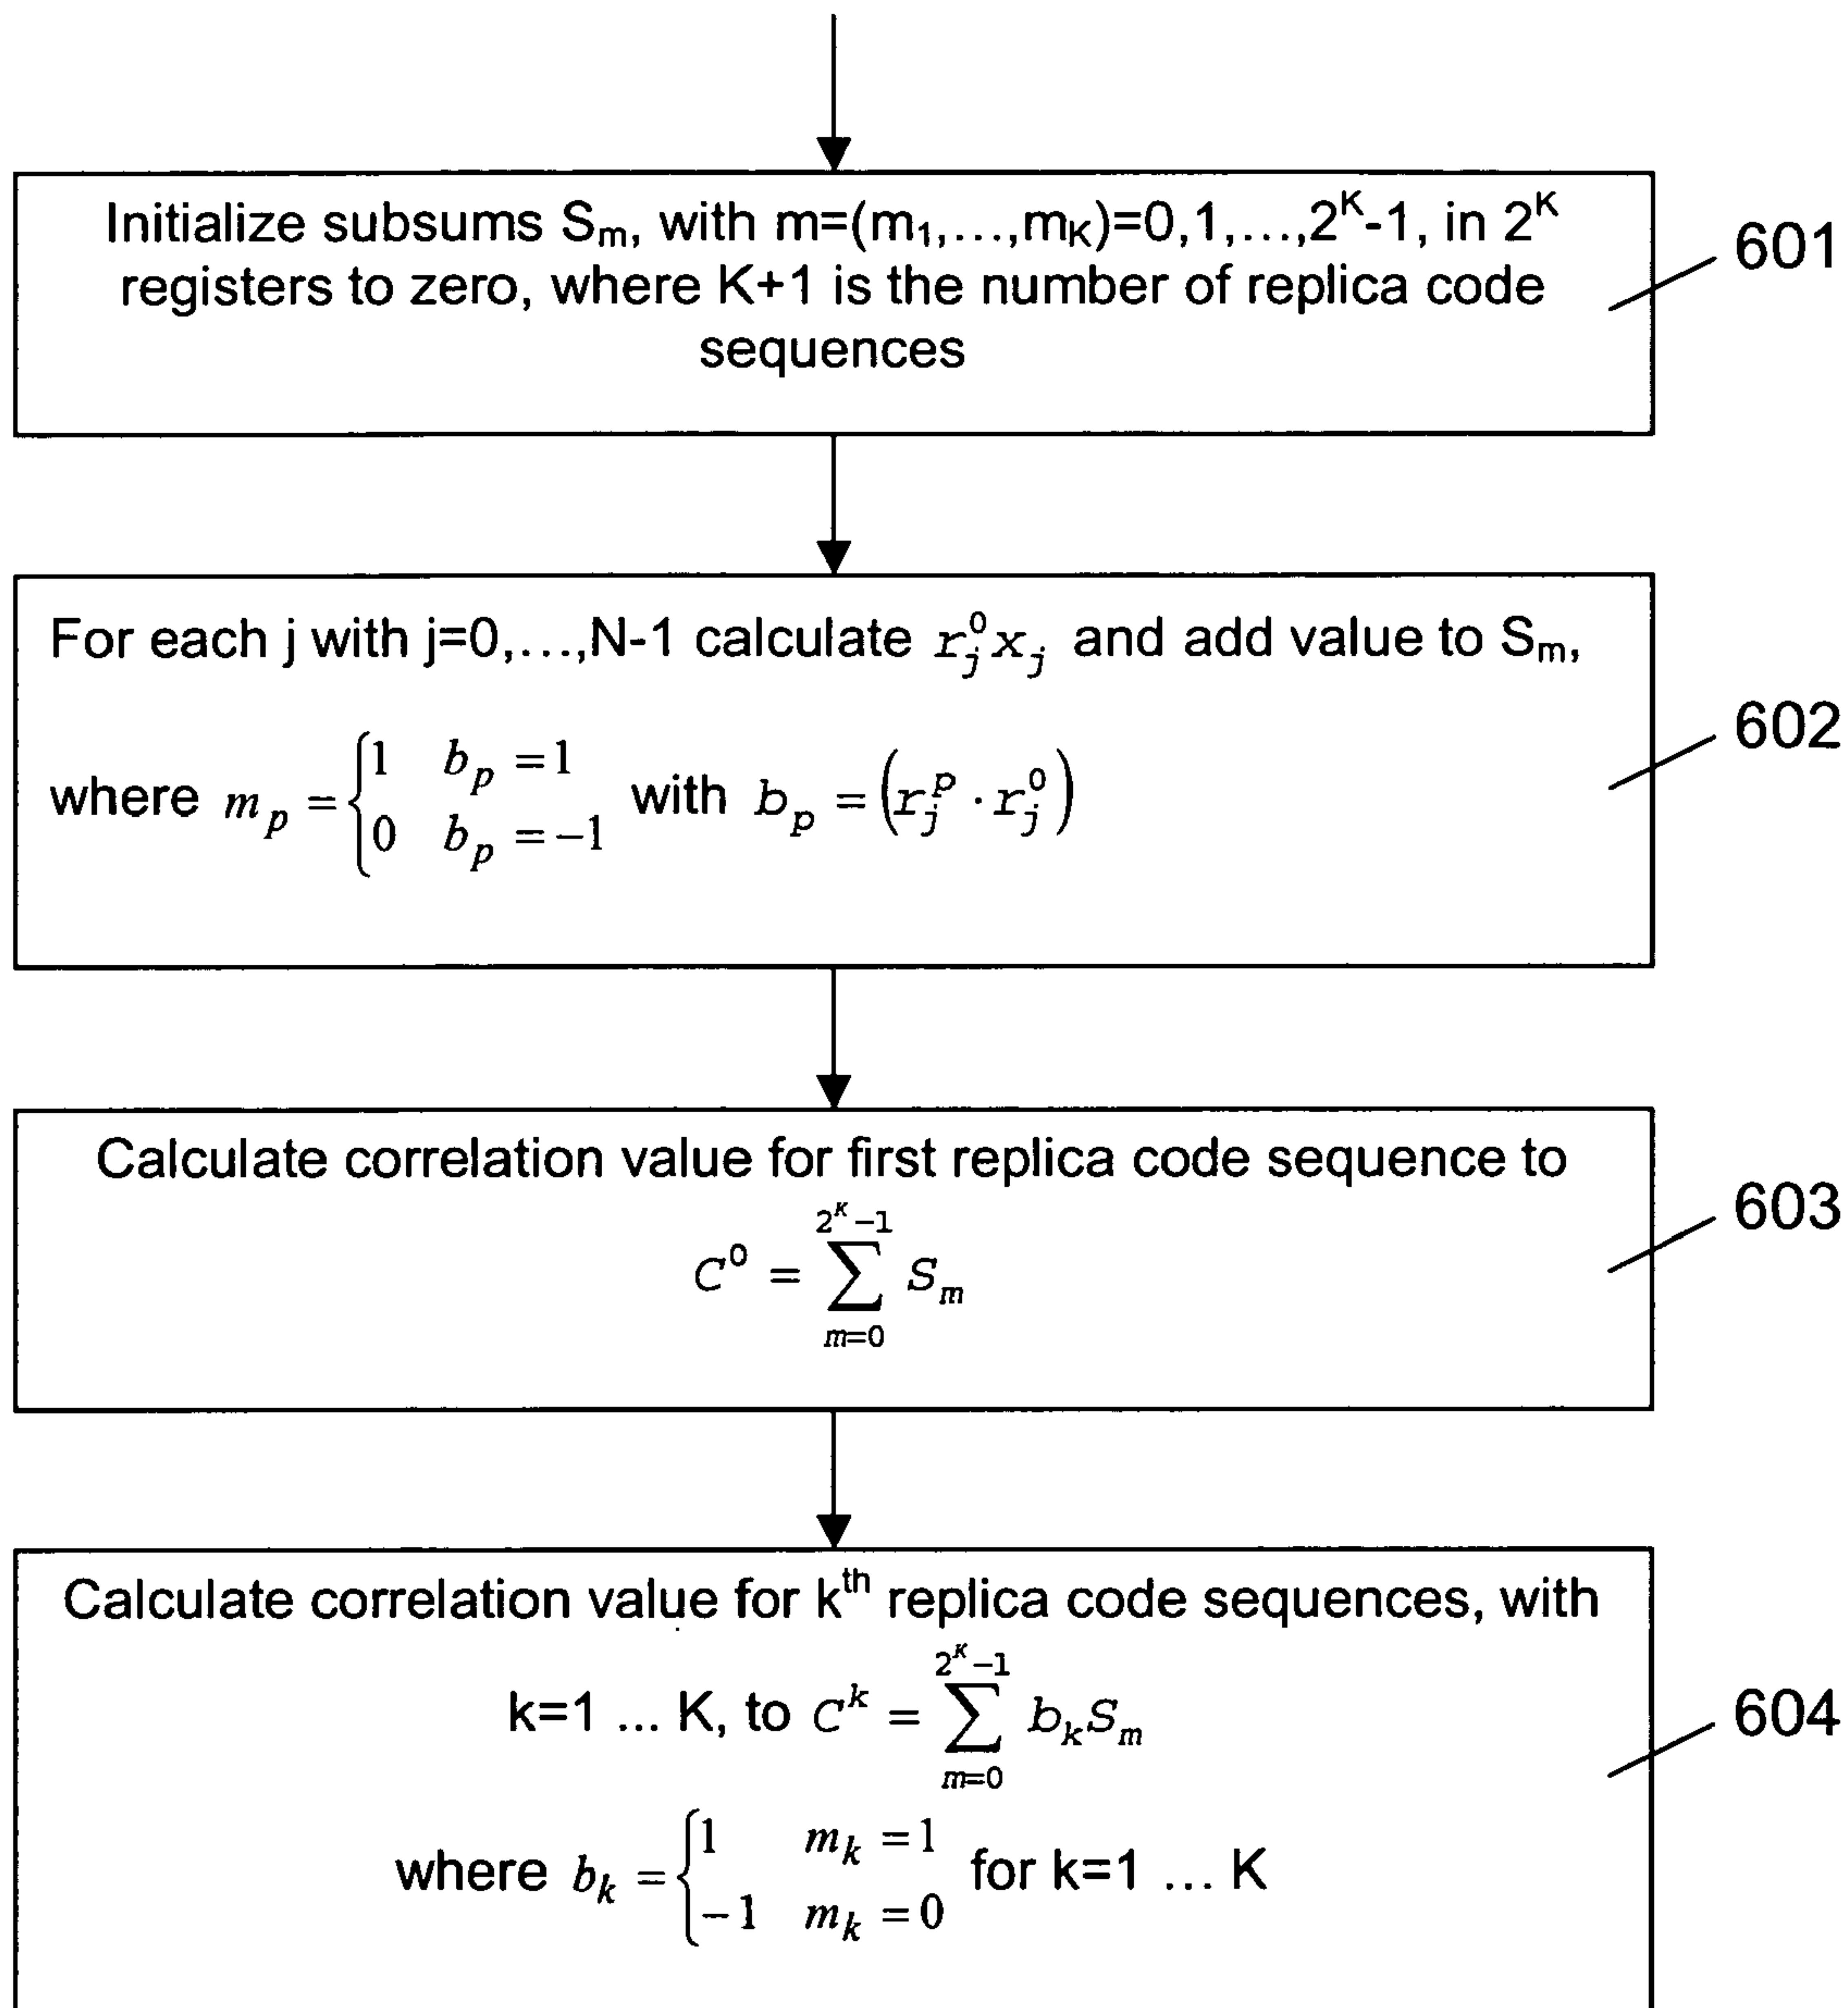 Initialize subsums S_m, with m=(m_1,...,m_K)=0,1,...,2^K-1, in 2^K
registers to zero, where K+1 is the number of replica code
sequences
601
For each j with j=0,...,N-1 calculate r_j^0 x_j and add value to S_m,
where m_p = { 1 b_p = 1; 0 b_p = −1 with b_p = (r_j^p · r_j^0)
602
Calculate correlation value for first replica code sequence to
C^0 = ∑_{m=0}^{2^K−1} S_m
603
Calculate correlation value for k^th replica code sequences, with
k=1 ... K, to C^k = ∑_{m=0}^{2^K−1} b_k S_m
where b_k = { 1 m_k = 1; −1 m_k = 0 for k=1 ... K
604